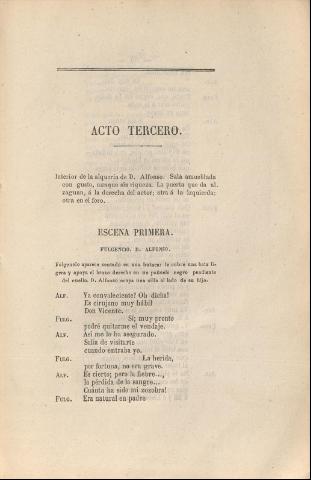 ACTO TERCERO.
Interior de la alquería de D. Alfonso. Sala amueblada
con gusto, aunque sin riqueza. La puerta que da al
zaguan, á la derecha del actor; otra á la izquierda;
otra en el foro.
ESCENA PRIMERA.
FULGENCIO. D. ALFONSO.
Fulgencio aparece sentado en una butaca: le cubre una bata li-
gera y apoya el brazo derecho en un pañuelo negro pendiente
del cuello. D. Alfonso ocupa una silla al lado de su hijo.
ALF. Ya convaleciente? Oh dicha!
Es cirujano muy hábil
Don Vicente.
FULG. Sí; muy pronto
podré quitarme el vendaje.
ALF. Así me lo ha asegurado.
Salia de visitarte
cuando entraba yo.
FULG. La herida,
por fortuna, no era grave.
ALF. Es cierto; pero la fiebre...,
la pérdida de la sangre...
Cuánta ha sido mi zozobra!
FULG. Era natural en padre